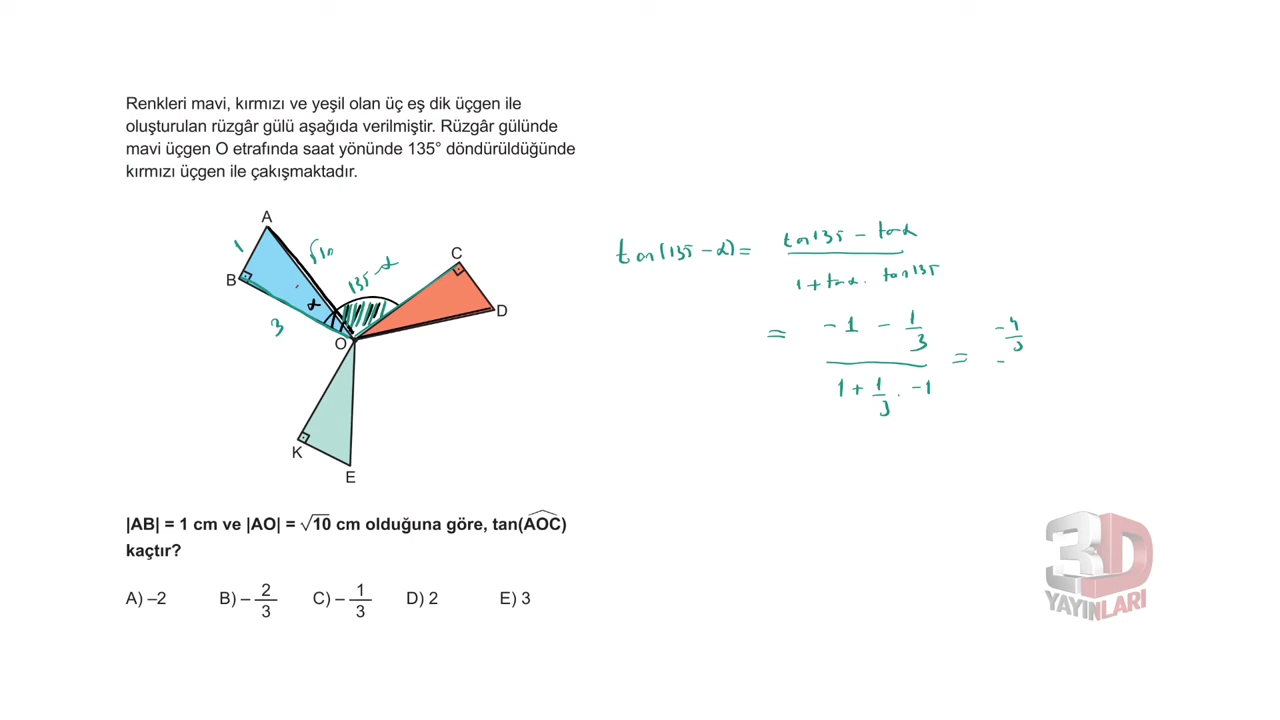 Renkleri mavi, kırmızı ve yeşil olan üç eş dik üçgen ile
oluşturulan rüzgâr gülü aşağıda verilmiştir. Rüzgâr gülünde
mavi üçgen O etrafında saat yönünde 135° döndürüldüğünde
kırmızı üçgen ile çakışmaktadır.
A
1
√10
B
α
3
135-α
C
D
O
K
E
tan(135-α) = tan135 - tanα / 1 + tanα . tan135
= -1 - 1/3 / 1 + 1/3 . -1 = -4/3 -
|AB| = 1 cm ve |AO| = √10 cm olduğuna göre, tan(AOC)
kaçtır?
A) –2 B) – 2/3 C) – 1/3 D) 2 E) 3
3D
YAYINLARI